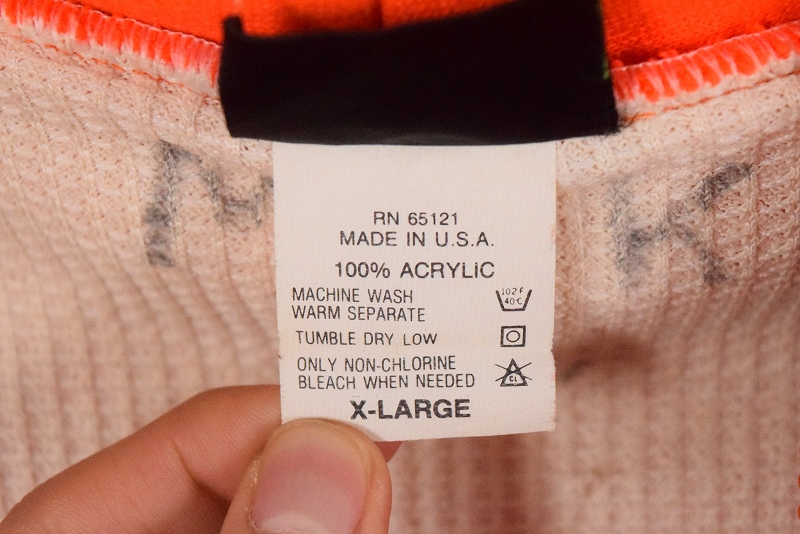 RN 65121
MADE IN U.S.A.
100% ACRYLIC
MACHINE WASH
WARM SEPARATE
102 F
40 C
TUMBLE DRY LOW
ONLY NON-CHLORINE
BLEACH WHEN NEEDED
CL
X-LARGE